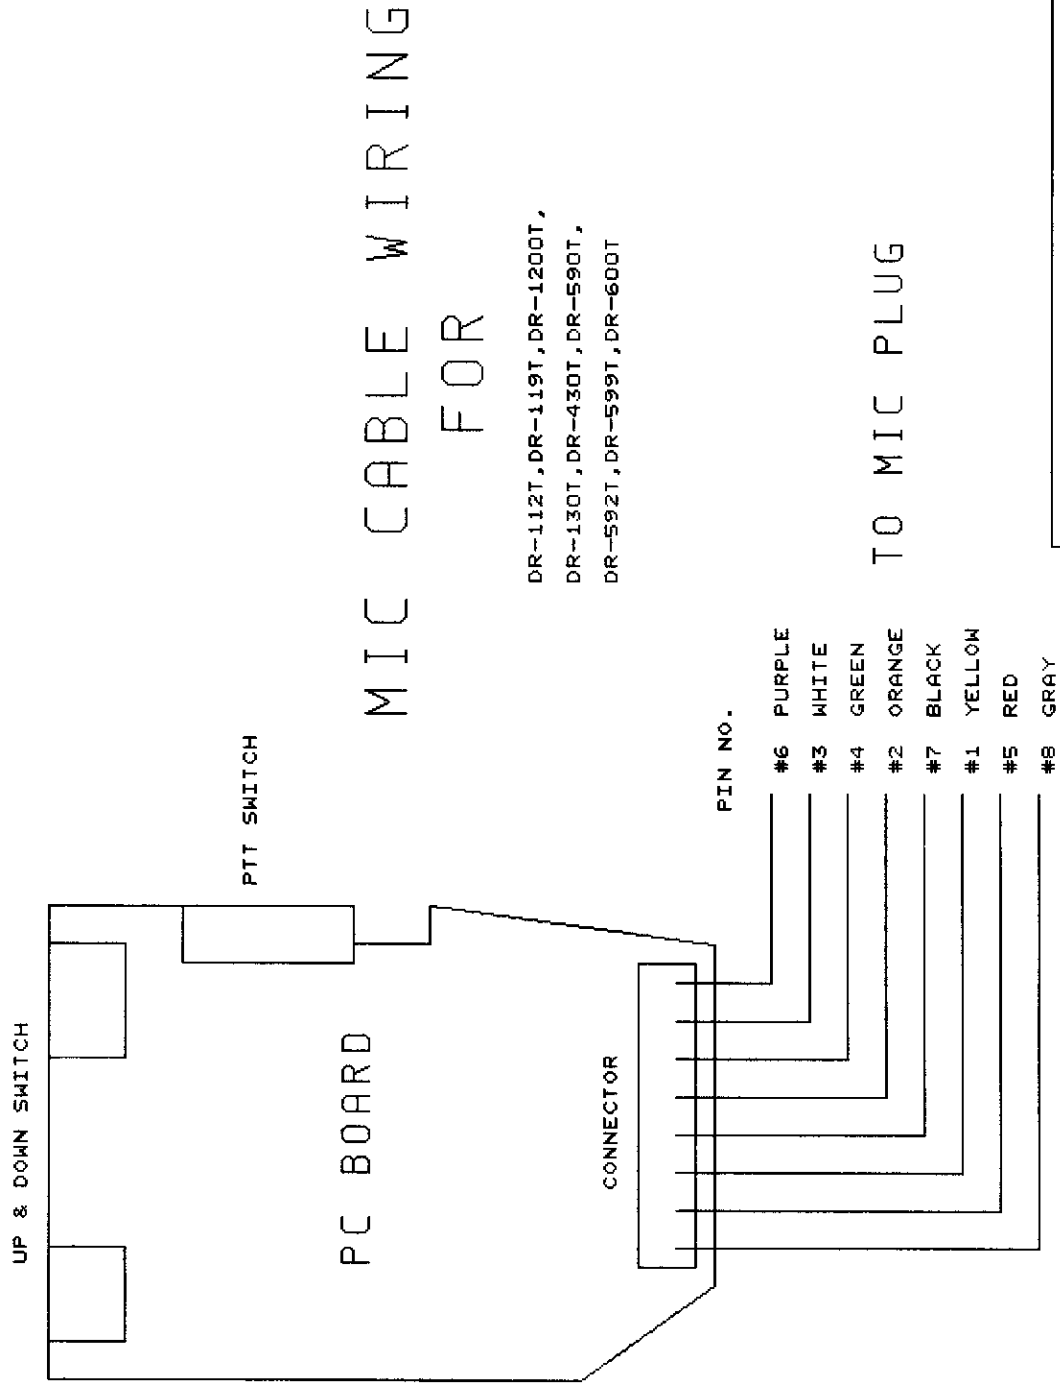 UP & DOWN SWITCH
PTT SWITCH
PC BOARD
CONNECTOR
MIC CABLE WIRING
FOR
DR-112T,DR-119T,DR-1200T,
DR-130T,DR-430T,DR-590T,
DR-592T,DR-599T,DR-600T
PIN NO.
#6 PURPLE
#3 WHITE
#4 GREEN
#2 ORANGE
#7 BLACK
#1 YELLOW
#5 RED
#8 GRAY
TO MIC PLUG